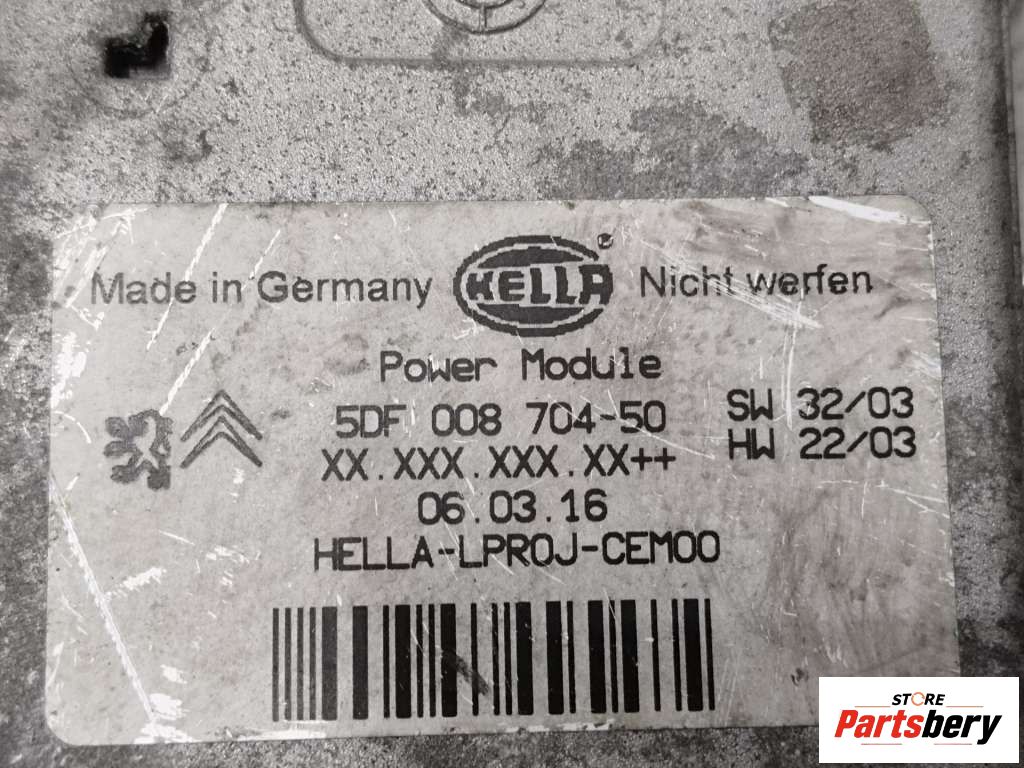 Made in Germany HELLA Nicht werfen
Power Module
5DF 008 704-50 SW 32/03
XX.XXX.XXX.XX++ HW 22/03
06.03.16
HELLA-LPROJ-CEM00
STORE
Partsbery